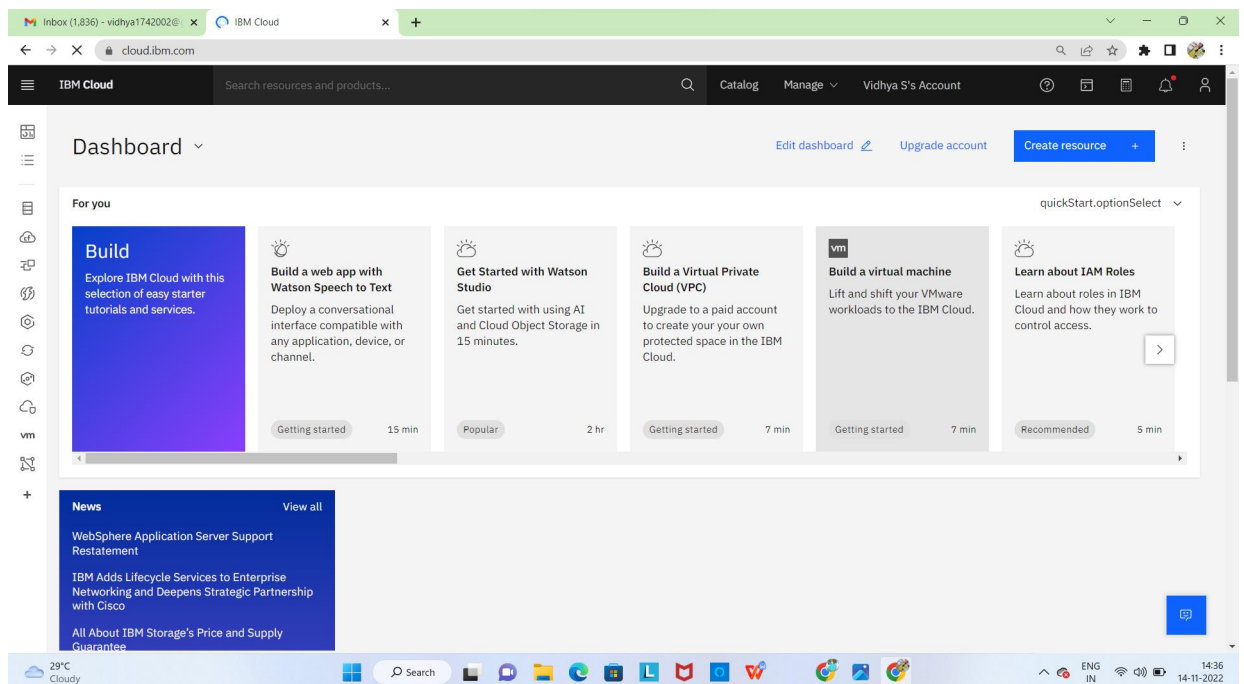 Inbox (1,836) - vidhya1742002@
IBM Cloud
cloud.ibm.com
IBM Cloud
Search resources and products...
Catalog
Manage
Vidhya S's Account
Dashboard
Edit dashboard
Upgrade account
Create resource +
For you
quickStart.optionSelect
Build
Explore IBM Cloud with this
selection of easy starter
tutorials and services.
Build a web app with
Watson Speech to Text
Deploy a conversational
interface compatible with
any application, device, or
channel.
Getting started
15 min
Get Started with Watson
Studio
Get started with using AI
and Cloud Object Storage in
15 minutes.
Popular
2 hr
Build a Virtual Private
Cloud (VPC)
Upgrade to a paid account
to create your your own
protected space in the IBM
Cloud.
Getting started
7 min
vm
Build a virtual machine
Lift and shift your VMware
workloads to the IBM Cloud.
Getting started
7 min
Learn about IAM Roles
Learn about roles in IBM
Cloud and how they work to
control access.
Recommended
5 min
vm
News
View all
WebSphere Application Server Support
Restatement
IBM Adds Lifecycle Services to Enterprise
Networking and Deepens Strategic Partnership
with Cisco
All About IBM Storage's Price and Supply
Guarantee
29°C
Cloudy
Search
ENG
IN
14:36
14-11-2022